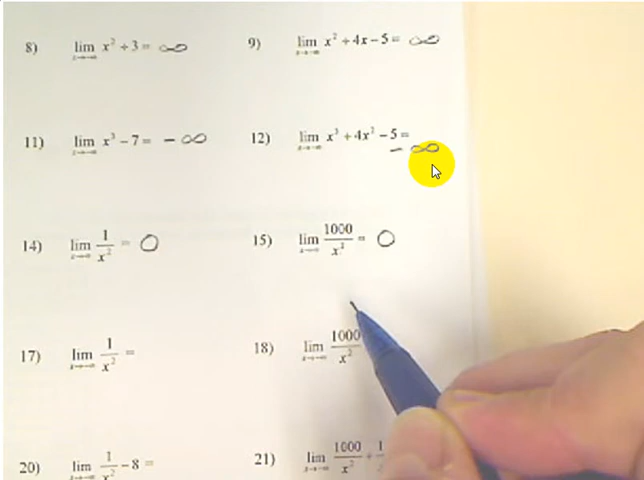 8) lim x→-∞ x² + 3 = ∞
9) lim x→-∞ x² + 4x - 5 = ∞
11) lim x→-∞ x³ - 7 = - ∞
12) lim x→-∞ x³ + 4x² - 5 =
- ∞
14) lim 1/x² = 0
15) lim 1000/x² = 0
17) lim x→-∞ 1/x² =
18) lim x→-∞ 1000/x²
20) lim 1/x² - 8 =
21) lim x→-∞ 1000/x² + 1